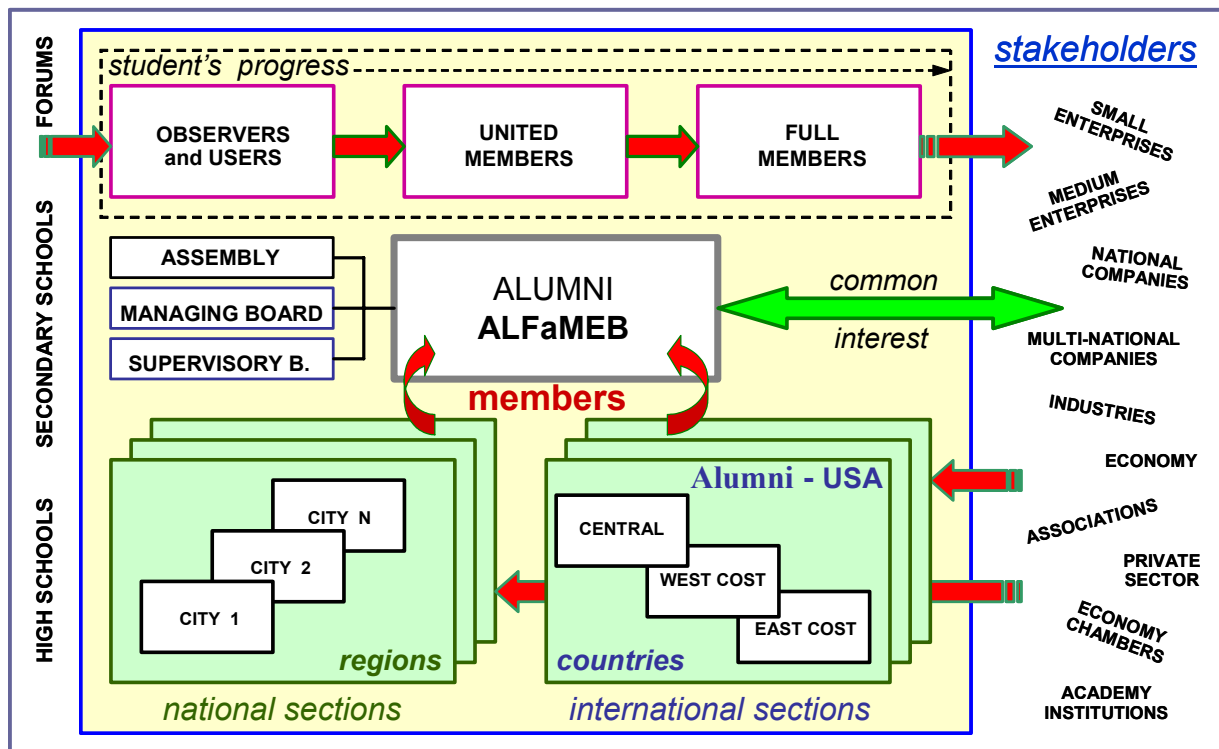 FORUMS
SECONDARY SCHOOLS
HIGH SCHOOLS
student's progress
OBSERVERS
and USERS
UNITED
MEMBERS
FULL
MEMBERS
ASSEMBLY
MANAGING BOARD
SUPERVISORY B.
ALUMNI
ALFaMEB
common
interest
members
CITY N
CITY 2
CITY 1
regions
national sections
Alumni - USA
CENTRAL
WEST COST
EAST COST
countries
international sections
stakeholders
SMALL
ENTERPRISES
MEDIUM
ENTERPRISES
NATIONAL
COMPANIES
MULTI-NATIONAL
COMPANIES
INDUSTRIES
ECONOMY
ASSOCIATIONS
PRIVATE
SECTOR
ECONOMY
CHAMBERS
ACADEMY
INSTITUTIONS